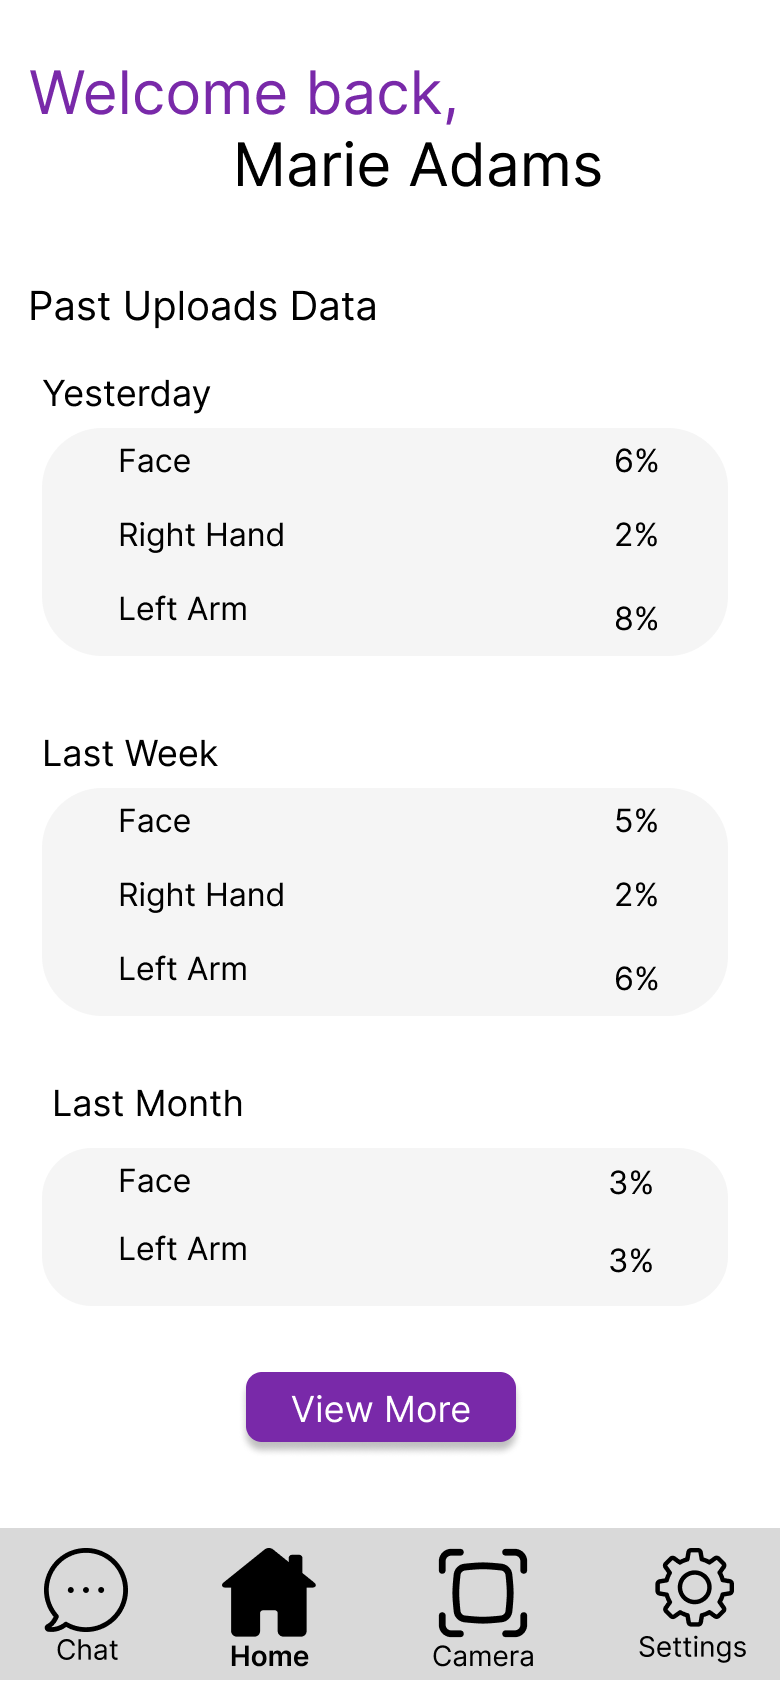 Welcome back,
Marie Adams
Past Uploads Data
Yesterday
Face 6%
Right Hand 2%
Left Arm 8%
Last Week
Face 5%
Right Hand 2%
Left Arm 6%
Last Month
Face 3%
Left Arm 3%
View More
Chat Home Camera Settings